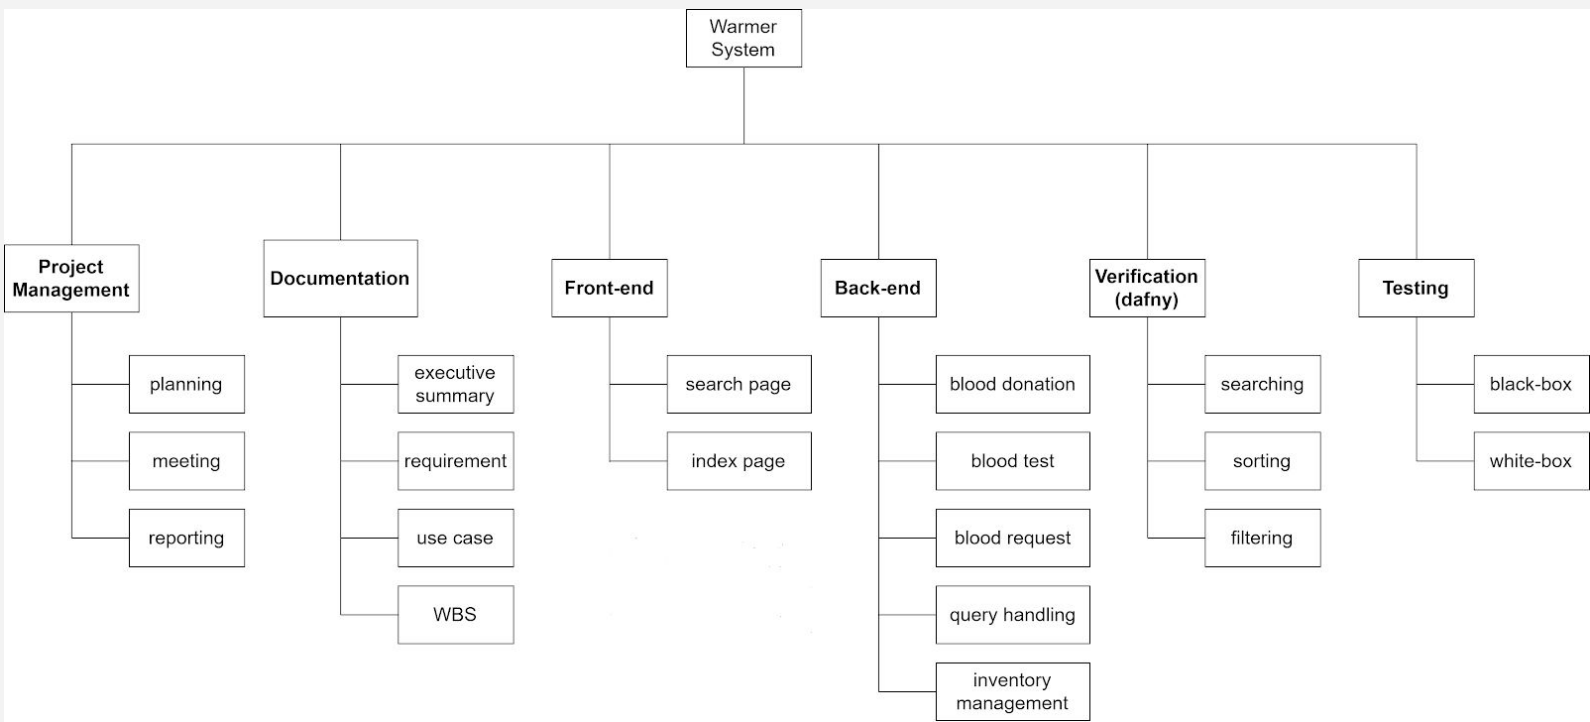 Warmer
System
Project
Management
planning
meeting
reporting
Documentation
executive
summary
requirement
use case
WBS
Front-end
search page
index page
Back-end
blood donation
blood test
blood request
query handling
inventory
management
Verification
(dafny)
searching
sorting
filtering
Testing
black-box
white-box